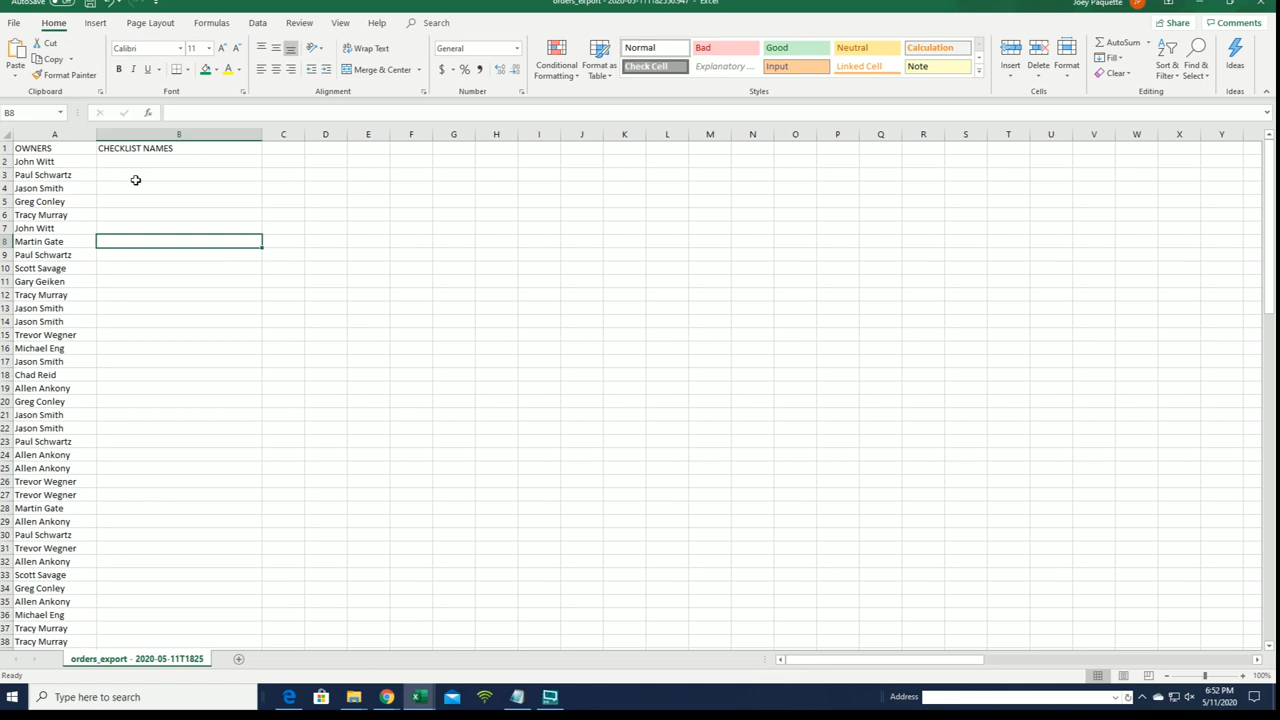 AutoSave Off orders_export - 2020-05-11T182550.947 - Excel Joey Paquette JP
File Home Insert Page Layout Formulas Data Review View Help Search Share Comments
Paste Cut Copy Format Painter
Calibri 11 A A B I U A
Wrap Text Merge & Center
General $ % ,
Conditional Formatting Format as Table
Normal Bad Good Neutral Calculation
Check Cell Explanatory ... Input Linked Cell Note
Insert Delete Format
AutoSum Fill Clear Sort & Filter Find & Select Ideas
Clipboard Font Alignment Number Styles Cells Editing Ideas
B8 fx
A B C D E F G H I J K L M N O P Q R S T U V W X Y
1 OWNERS CHECKLIST NAMES
2 John Witt
3 Paul Schwartz
4 Jason Smith
5 Greg Conley
6 Tracy Murray
7 John Witt
8 Martin Gate
9 Paul Schwartz
10 Scott Savage
11 Gary Geiken
12 Tracy Murray
13 Jason Smith
14 Jason Smith
15 Trevor Wegner
16 Michael Eng
17 Jason Smith
18 Chad Reid
19 Allen Ankony
20 Greg Conley
21 Jason Smith
22 Jason Smith
23 Paul Schwartz
24 Allen Ankony
25 Allen Ankony
26 Trevor Wegner
27 Trevor Wegner
28 Martin Gate
29 Allen Ankony
30 Paul Schwartz
31 Trevor Wegner
32 Allen Ankony
33 Scott Savage
34 Greg Conley
35 Allen Ankony
36 Michael Eng
37 Tracy Murray
38 Tracy Murray
orders_export - 2020-05-11T1825
Ready 100%
Type here to search Address 6:52 PM
5/11/2020